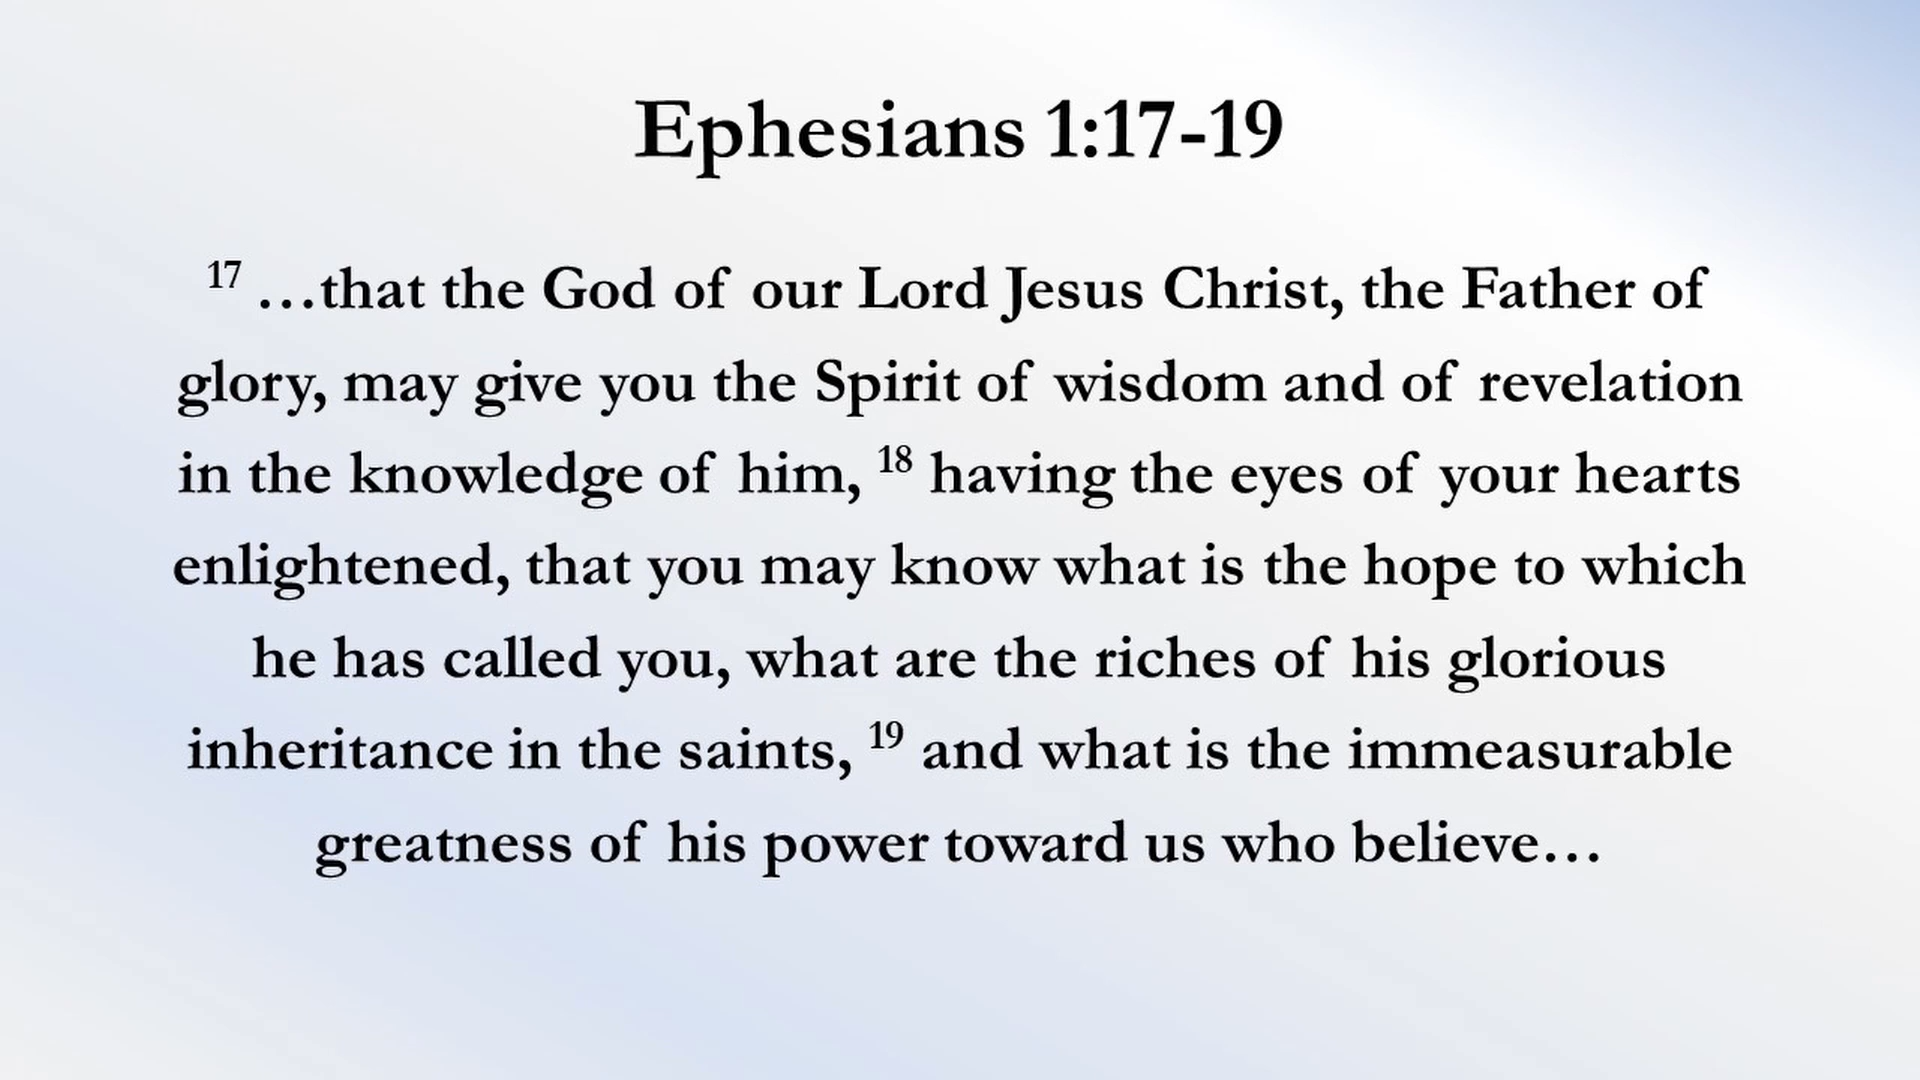 Ephesians 1:17-19
17 …that the God of our Lord Jesus Christ, the Father of
glory, may give you the Spirit of wisdom and of revelation
in the knowledge of him, 18 having the eyes of your hearts
enlightened, that you may know what is the hope to which
he has called you, what are the riches of his glorious
inheritance in the saints, 19 and what is the immeasurable
greatness of his power toward us who believe…